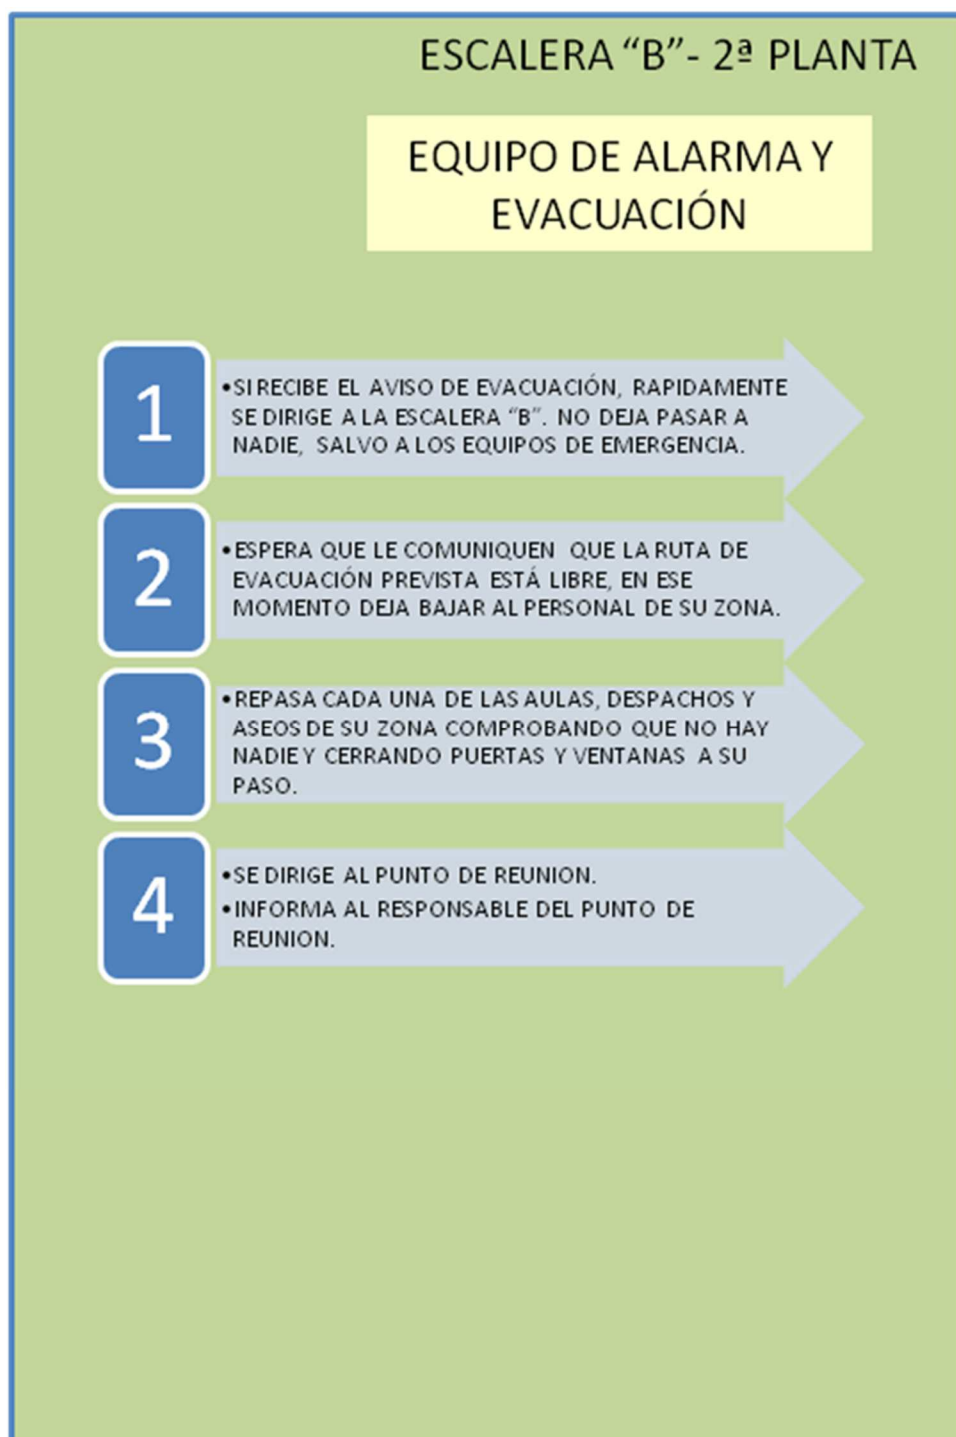 ESCALERA “B”- 2ª PLANTA
EQUIPO DE ALARMA Y
EVACUACIÓN
1
•SI RECIBE EL AVISO DE EVACUACIÓN, RAPIDAMENTE
SE DIRIGE A LA ESCALERA “B”. NO DEJA PASAR A
NADIE, SALVO A LOS EQUIPOS DE EMERGENCIA.
2
•ESPERA QUE LE COMUNIQUEN QUE LA RUTA DE
EVACUACIÓN PREVISTA ESTÁ LIBRE, EN ESE
MOMENTO DEJA BAJAR AL PERSONAL DE SU ZONA.
3
•REPASA CADA UNA DE LAS AULAS, DESPACHOS Y
ASEOS DE SU ZONA COMPROBANDO QUE NO HAY
NADIE Y CERRANDO PUERTAS Y VENTANAS A SU
PASO.
4
•SE DIRIGE AL PUNTO DE REUNION.
•INFORMA AL RESPONSABLE DEL PUNTO DE
REUNION.